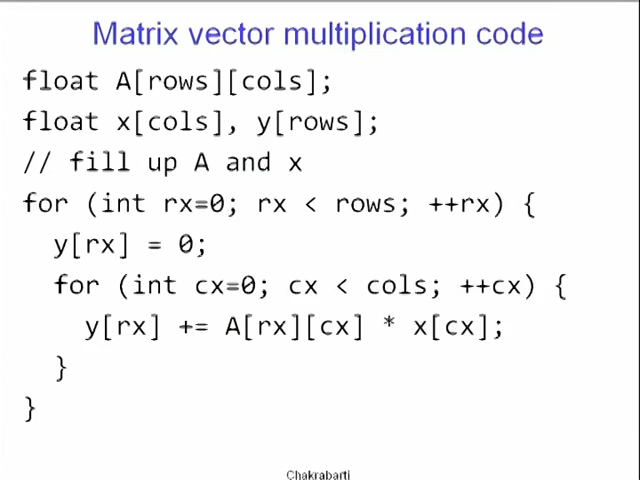 Matrix vector multiplication code
float A[rows][cols];
float x[cols], y[rows];
// fill up A and x
for (int rx=0; rx < rows; ++rx) {
  y[rx] = 0;
  for (int cx=0; cx < cols; ++cx) {
    y[rx] += A[rx][cx] * x[cx];
  }
}
Chakrabarti